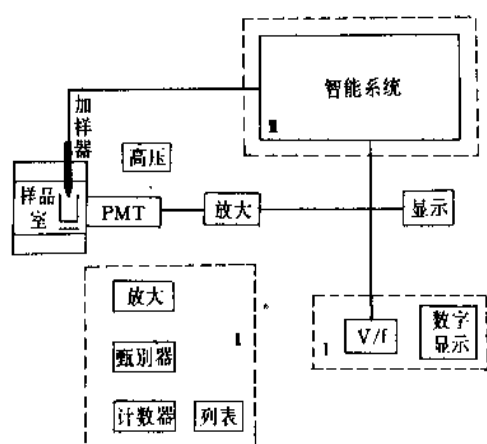 智能系统
加样器
高压
样品室
PMT
放大
显示
放大
甄别器
计数器
列表
V/f
数字
显示